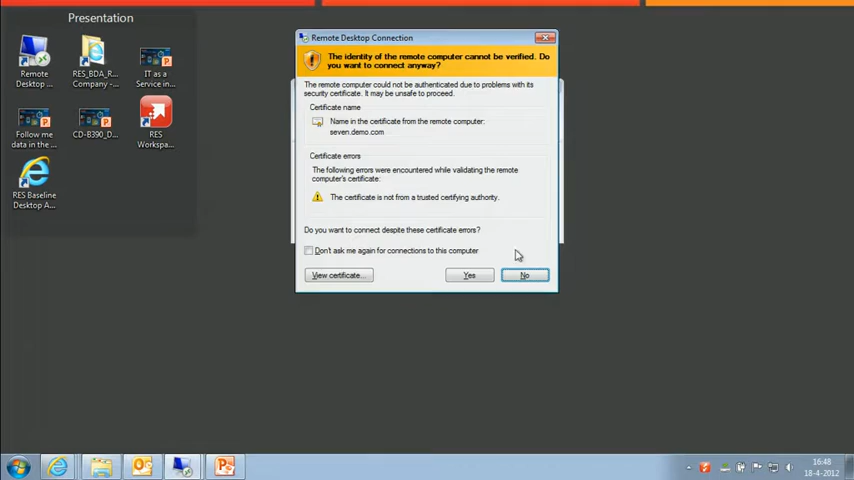 Presentation
Remote
Desktop ...
RES_BDA_R...
Company -...
IT as a
Service in...
Follow me
data in the ...
CD-B390_D...
RES
Workspa...
RES Baseline
Desktop A...
Remote Desktop Connection
The identity of the remote computer cannot be verified. Do
you want to connect anyway?
The remote computer could not be authenticated due to problems with its
security certificate. It may be unsafe to proceed.
Certificate name
Name in the certificate from the remote computer:
seven.demo.com
Certificate errors
The following errors were encountered while validating the remote
computer's certificate:
The certificate is not from a trusted certifying authority.
Do you want to connect despite these certificate errors?
Don't ask me again for connections to this computer
View certificate...
Yes
No
16:48
18-4-2012